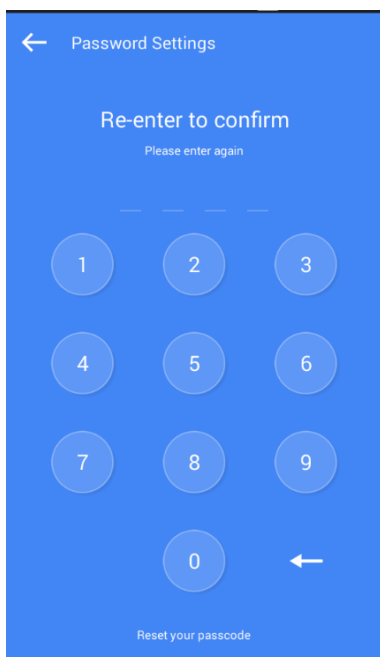 Password Settings
Re-enter to confirm
Please enter again
1 2 3
4 5 6
7 8 9
0
Reset your passcode